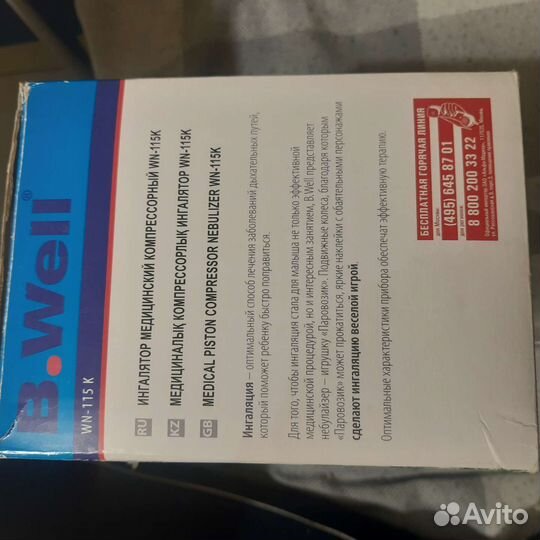 B.Well®
WN-115 K
RU ИНГАЛЯТОР МЕДИЦИНСКИЙ КОМПРЕССОРНЫЙ WN-115K
KZ МЕДИЦИНАЛЫҚ КОМПРЕССОРЛЫҚ ИНГАЛЯТОР WN-115K
GB MEDICAL PISTON COMPRESSOR NEBULIZER WN-115K
Ингаляция – оптимальный способ лечения заболеваний дыхательных путей,
который поможет ребенку быстро поправиться.
Для того, чтобы ингаляция стала для малыша не только эффективной
медицинской процедурой, но и интересным занятием, B.Well представляет
небулайзер – игрушку «Паровозик». Подвижные колеса, благодаря которым
«Паровозик» может прокатиться, яркие наклейки с обаятельными персонажами
сделают ингаляцию веселой игрой.
Оптимальные характеристики прибора обеспечат эффективную терапию.
БЕСПЛАТНАЯ ГОРЯЧАЯ ЛИНИЯ
(495) 645 87 01
для Москвы
8 800 200 33 22
Avito